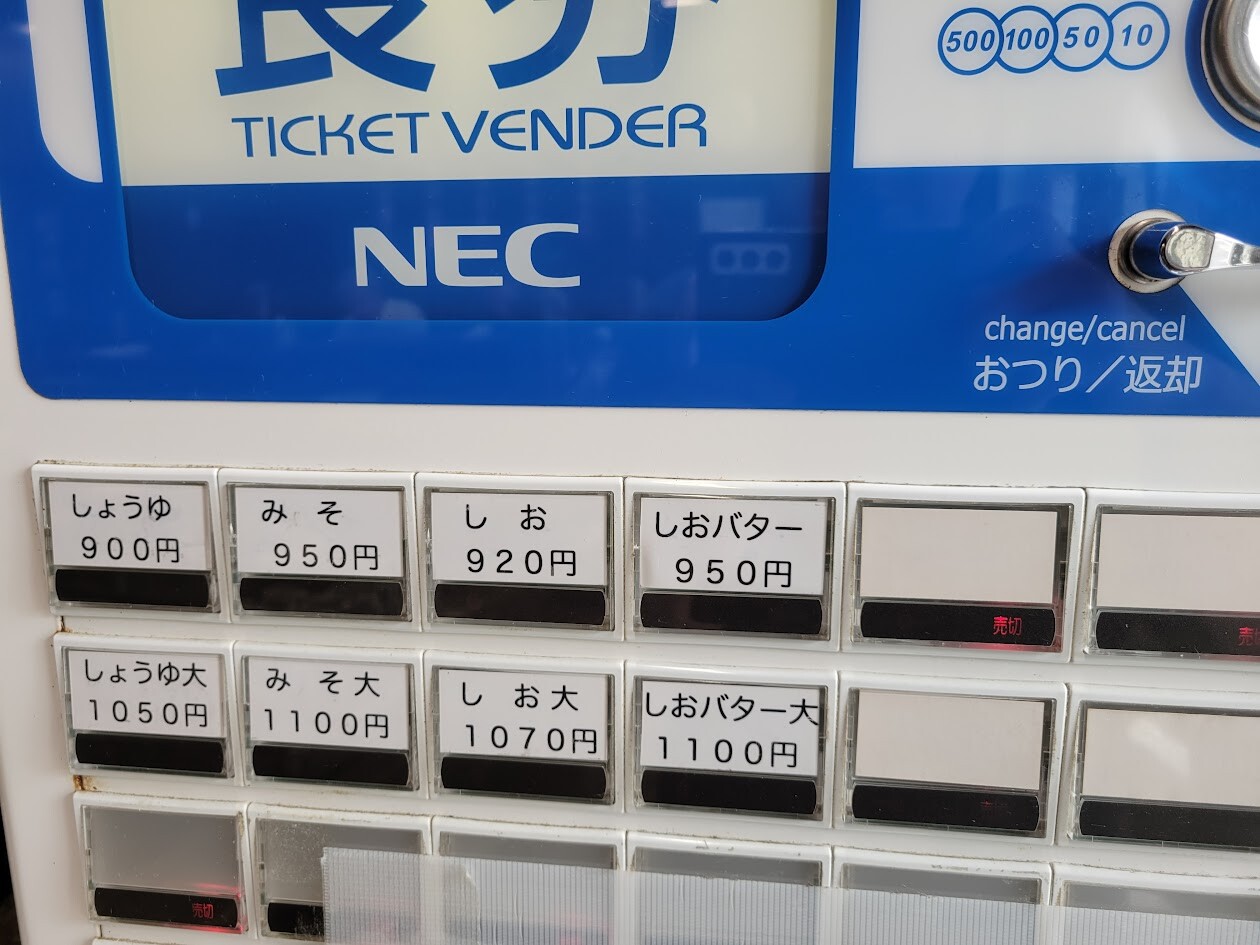 食券
TICKET VENDER
NEC
500 100 50 10
change/cancel
おつり／返却
しょうゆ
900円
みそ
950円
しお
920円
しおバター
950円
売切
しょうゆ大
1050円
みそ大
1100円
しお大
1070円
しおバター大
1100円
売切